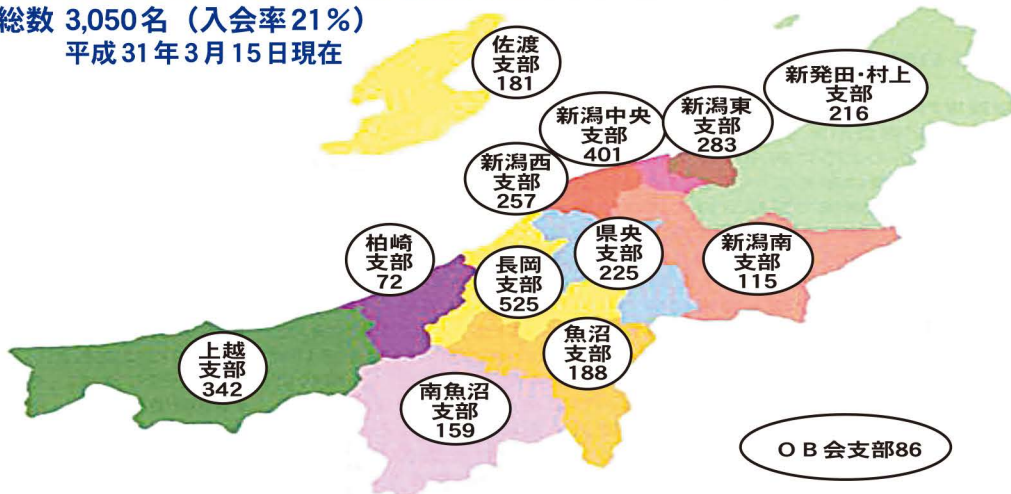 総数 3,050名（入会率21％）
平成31年3月15日現在
佐渡
支部
181
新発田・村上
支部
216
新潟中央
支部
401
新潟東
支部
283
新潟西
支部
257
柏崎
支部
72
長岡
支部
525
県央
支部
225
新潟南
支部
115
上越
支部
342
魚沼
支部
188
南魚沼
支部
159
ＯＢ会支部86